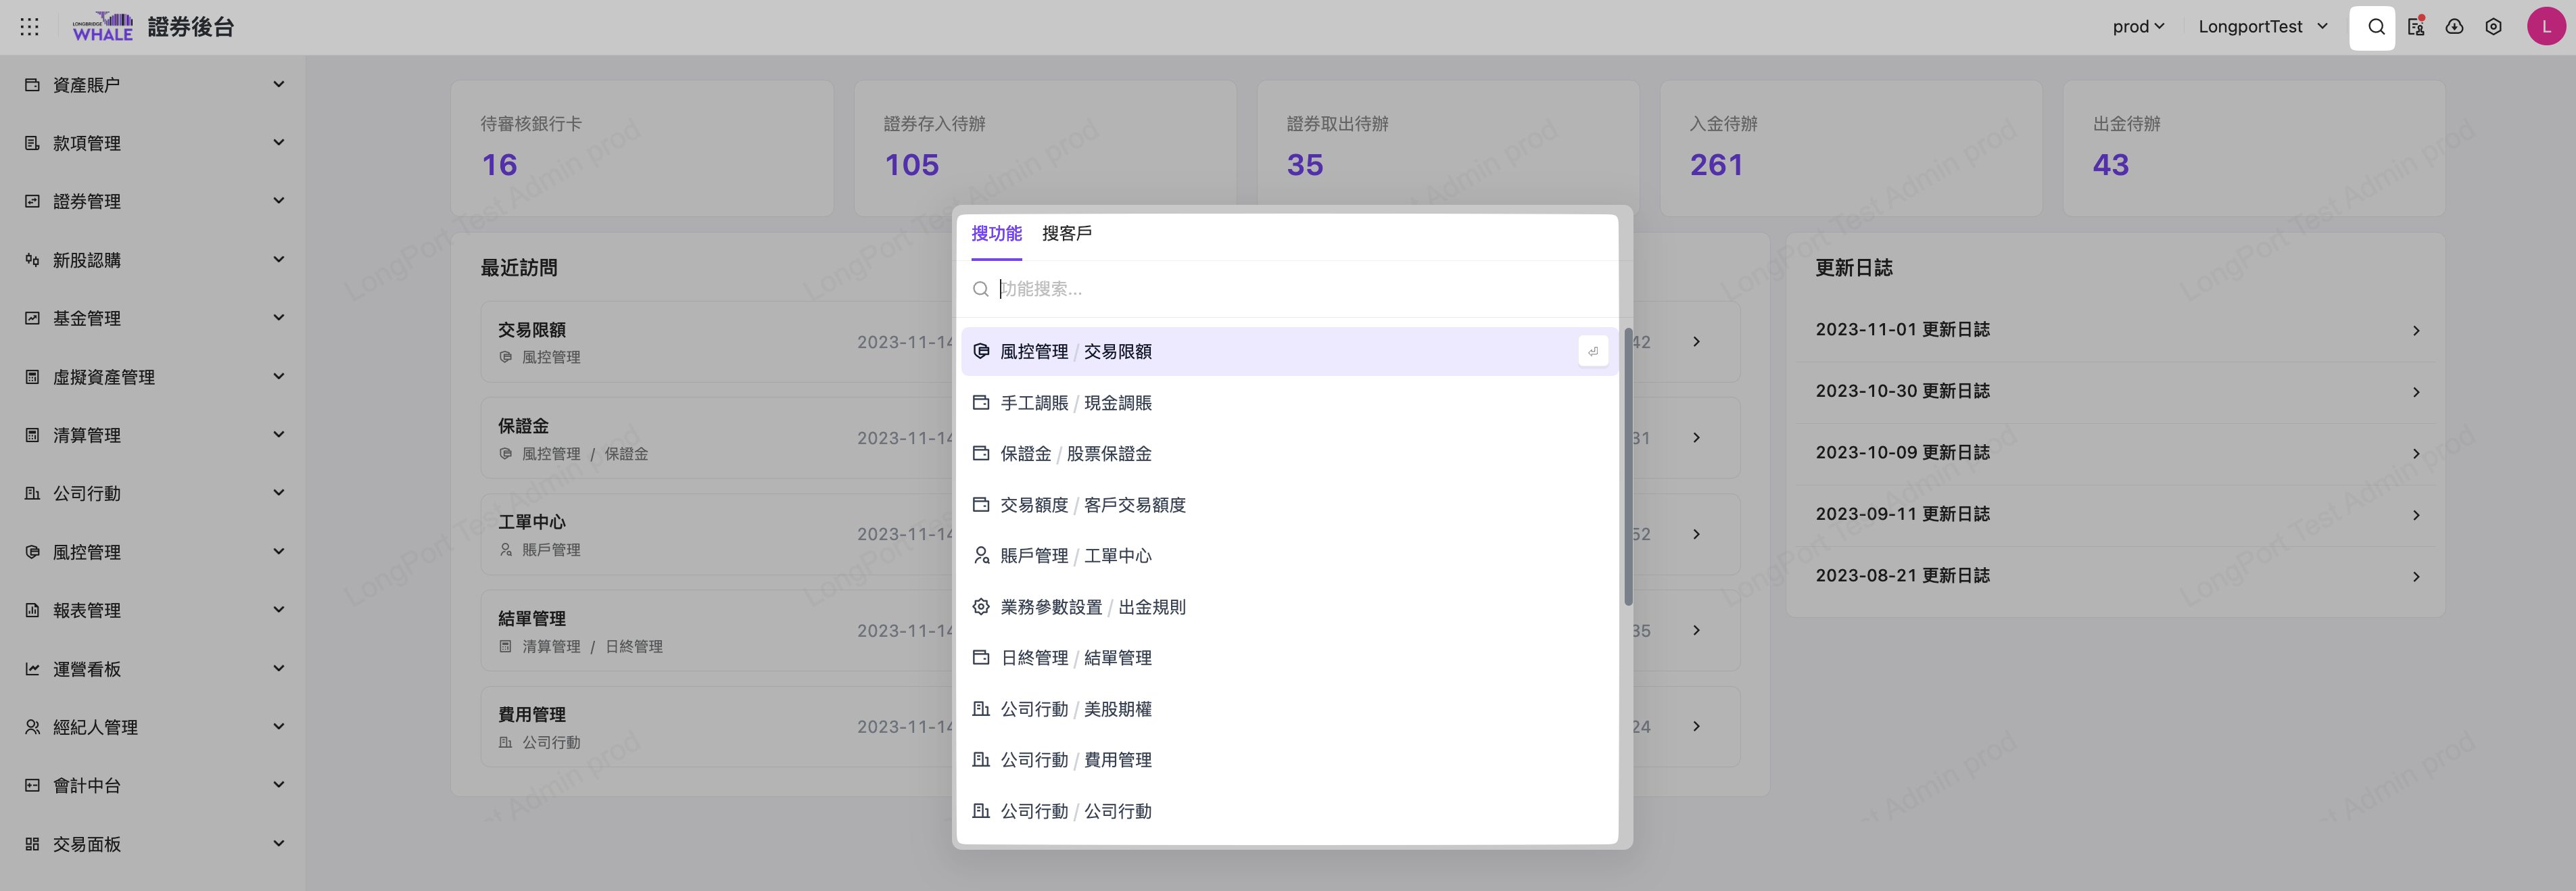 LONGBRIDGE
WHALE
證券後台
prod
LongportTest
L
資產賬户
款項管理
證券管理
新股認購
基金管理
虛擬資產管理
清算管理
公司行動
風控管理
報表管理
運營看板
經紀人管理
會計中台
交易面板
待審核銀行卡
16
證券存入待辦
105
證券取出待辦
35
入金待辦
261
出金待辦
43
最近訪問
交易限額
風控管理
2023-11-14
42
保證金
風控管理 / 保證金
2023-11-14
31
工單中心
賬戶管理
2023-11-14
52
結單管理
清算管理 / 日終管理
2023-11-14
35
費用管理
公司行動
2023-11-14
24
搜功能
搜客戶
功能搜索...
風控管理 / 交易限額
手工調賬 / 現金調賬
保證金 / 股票保證金
交易額度 / 客戶交易額度
賬戶管理 / 工單中心
業務參數設置 / 出金規則
日終管理 / 結單管理
公司行動 / 美股期權
公司行動 / 費用管理
公司行動 / 公司行動
更新日誌
2023-11-01 更新日誌
2023-10-30 更新日誌
2023-10-09 更新日誌
2023-09-11 更新日誌
2023-08-21 更新日誌
LongPort Test Admin prod